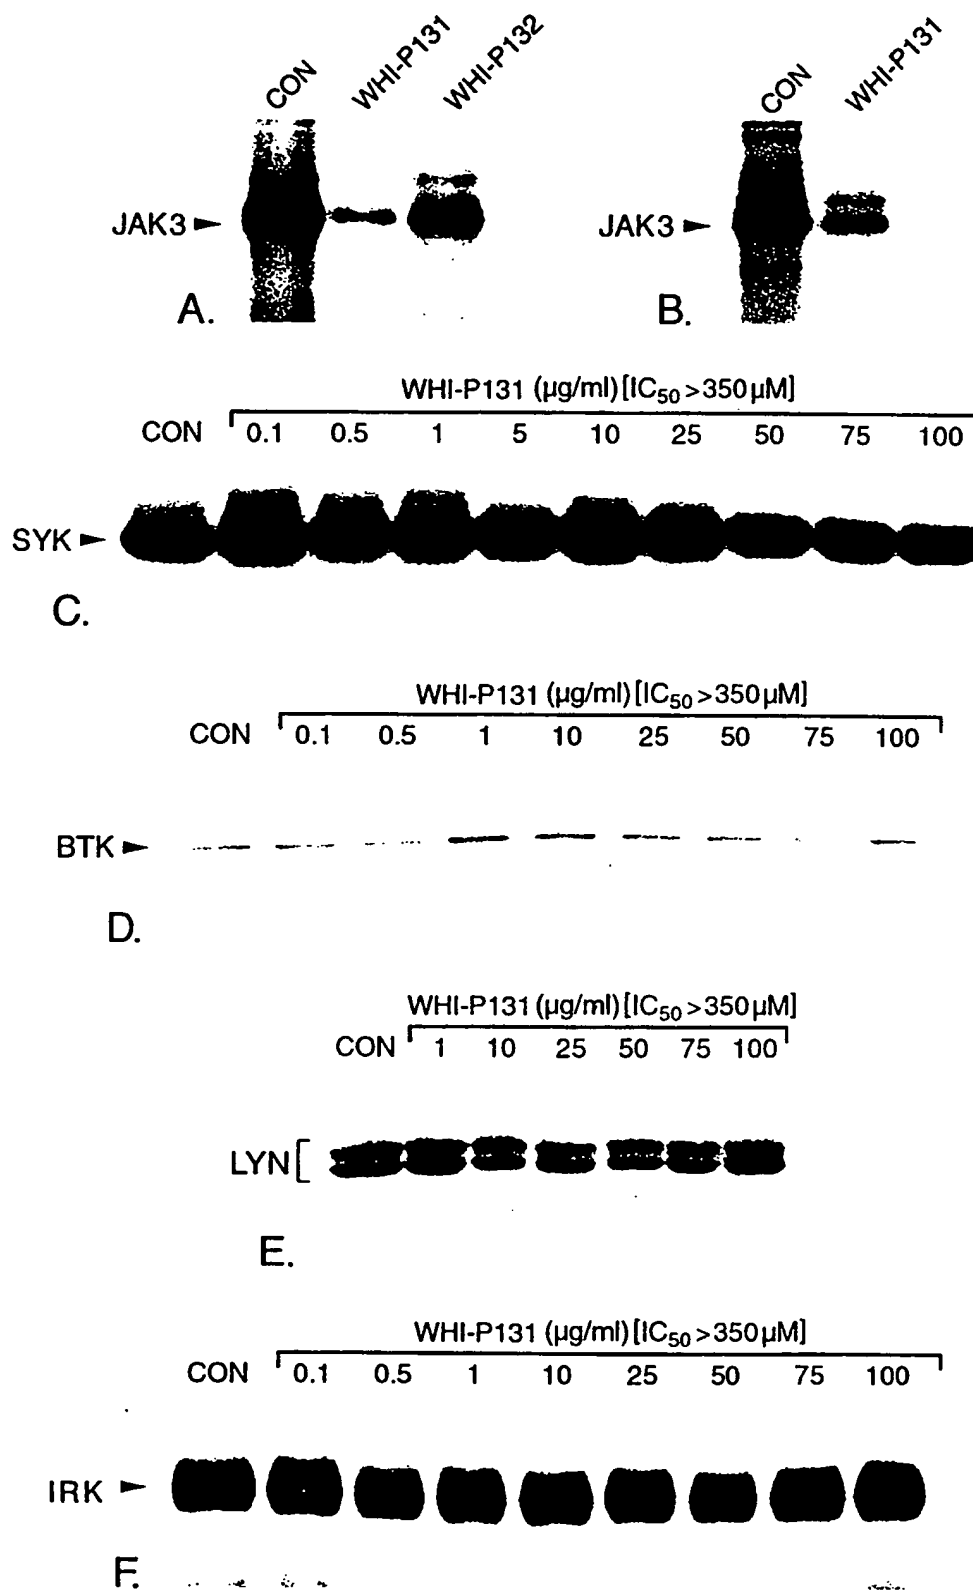 CON WHI-P131 WHI-P132
JAK3
A.
CON WHI-P131
JAK3
B.
WHI-P131 (µg/ml) [IC50 >350µM]
CON 0.1 0.5 1 5 10 25 50 75 100
SYK
C.
WHI-P131 (µg/ml) [IC50 >350µM]
CON 0.1 0.5 1 10 25 50 75 100
BTK
D.
WHI-P131 (µg/ml) [IC50 >350µM]
CON 1 10 25 50 75 100
LYN
E.
WHI-P131 (µg/ml) [IC50 >350µM]
CON 0.1 0.5 1 10 25 50 75 100
IRK
F.